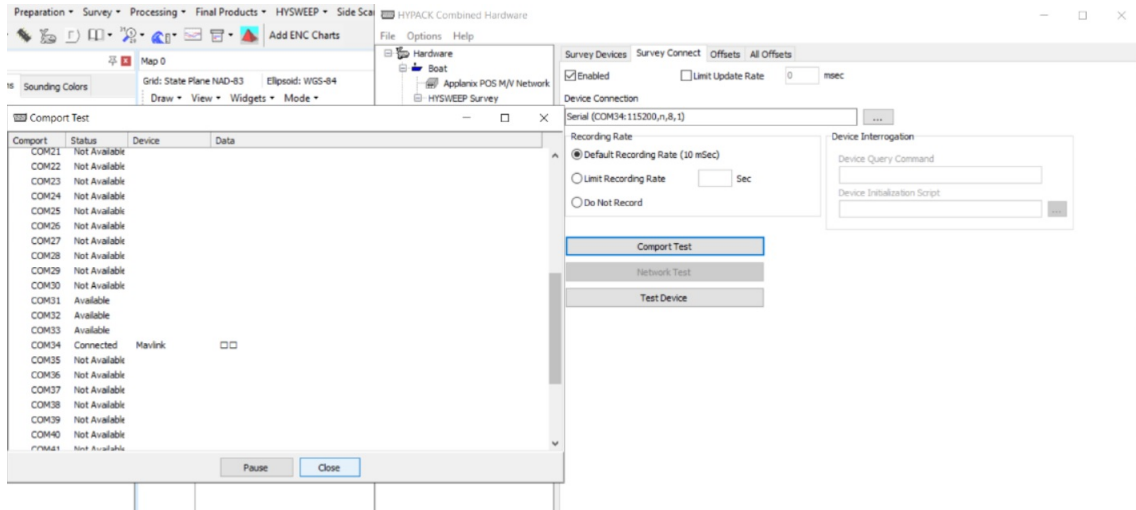 Preparation Survey Processing Final Products HYSWEEP Side Sca
Add ENC Charts
Map 0
Sounding Colors
Grid: State Plane NAD-83 Ellipsoid: WGS-84
Draw View Widgets Mode
Comport Test
Comport Status Device Data
COM21 Not Available
COM22 Not Available
COM23 Not Available
COM24 Not Available
COM25 Not Available
COM26 Not Available
COM27 Not Available
COM28 Not Available
COM29 Not Available
COM30 Not Available
COM31 Available
COM32 Available
COM33 Available
COM34 Connected Mavlink □□
COM35 Not Available
COM36 Not Available
COM37 Not Available
COM38 Not Available
COM39 Not Available
COM40 Not Available
COM41 Not Available
Pause Close
HYPACK Combined Hardware
File Options Help
Hardware
Boat
Applanix POS M/V Network
HYSWEEP Survey
Survey Devices Survey Connect Offsets All Offsets
Enabled Limit Update Rate 0 msec
Device Connection
Serial (COM34:115200,n,8,1) ...
Recording Rate
Default Recording Rate (10 mSec)
Limit Recording Rate Sec
Do Not Record
Device Interrogation
Device Query Command
Device Initialization Script
...
Comport Test
Network Test
Test Device